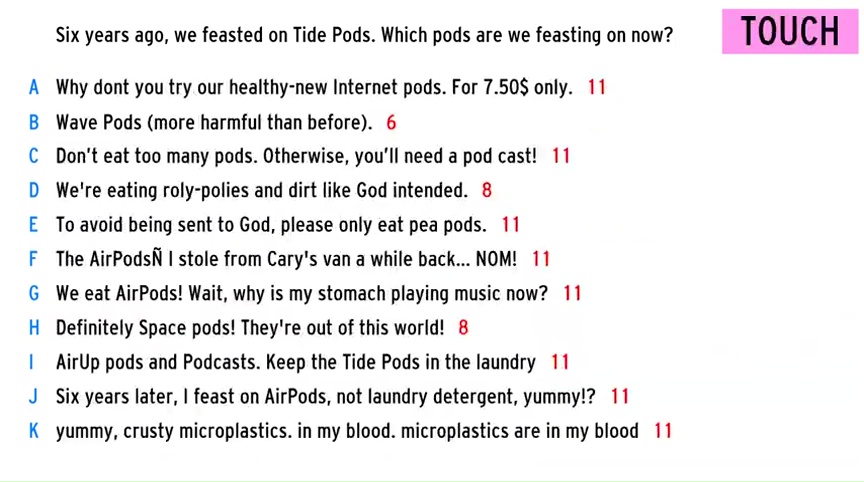 Six years ago, we feasted on Tide Pods. Which pods are we feasting on now?
TOUCH
A Why dont you try our healthy-new Internet pods. For 7.50$ only. 11
B Wave Pods (more harmful than before). 6
C Don't eat too many pods. Otherwise, you'll need a pod cast! 11
D We're eating roly-polies and dirt like God intended. 8
E To avoid being sent to God, please only eat pea pods. 11
F The AirPodsÑ I stole from Cary's van a while back... NOM! 11
G We eat AirPods! Wait, why is my stomach playing music now? 11
H Definitely Space pods! They're out of this world! 8
I AirUp pods and Podcasts. Keep the Tide Pods in the laundry 11
J Six years later, I feast on AirPods, not laundry detergent, yummy!? 11
K yummy, crusty microplastics. in my blood. microplastics are in my blood 11